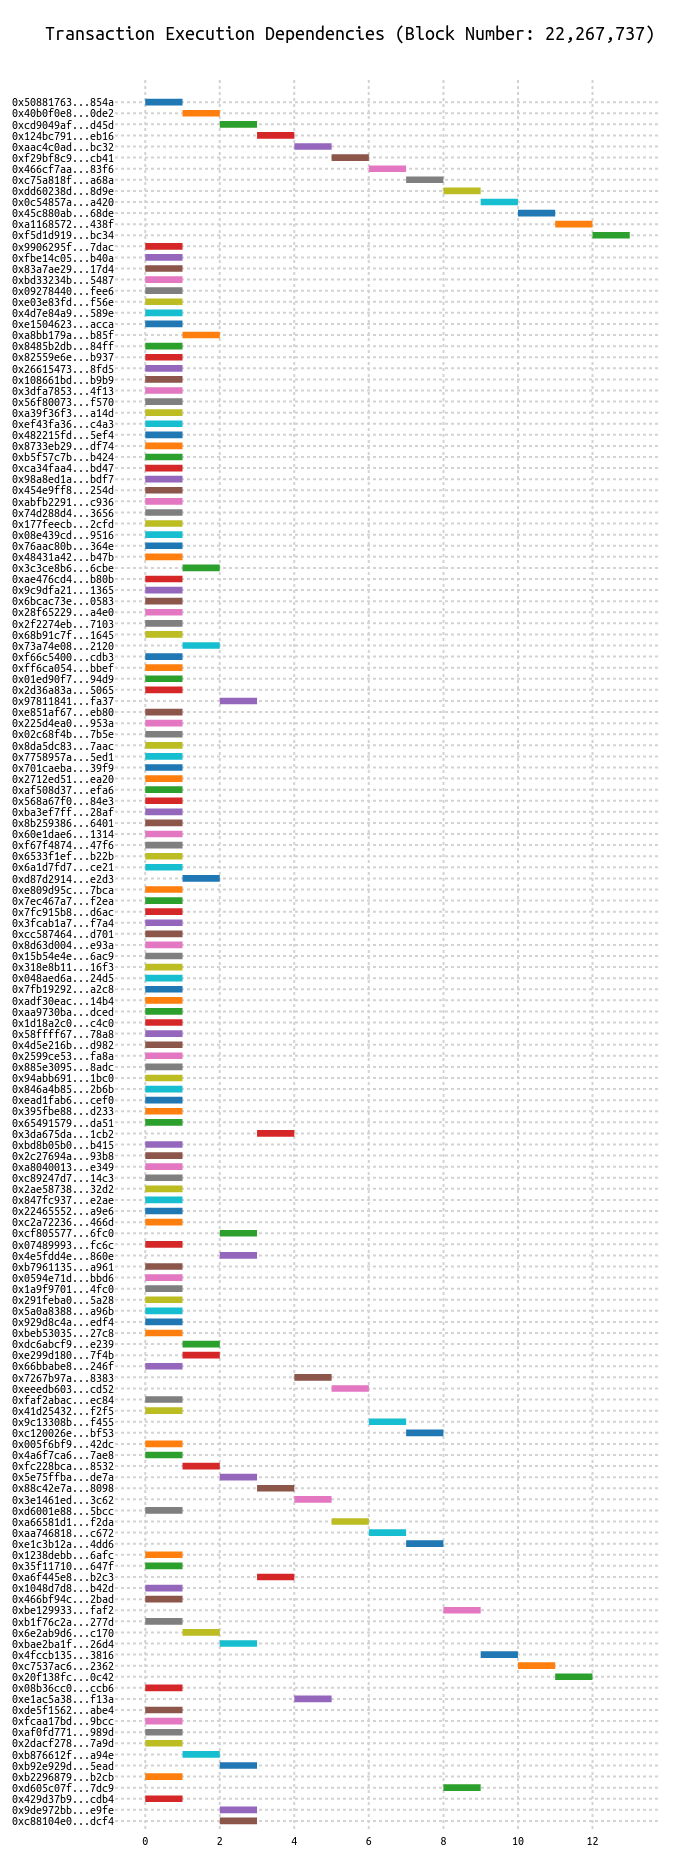 Transaction Execution Dependencies (Block Number: 22,267,737)
0x50881763...854a
0x40b0f0e8...0de2
0xcd9049af...d45d
0x124bc791...eb16
0xaac4c0ad...bc32
0xf29bf8c9...cb41
0x466cf7aa...83f6
0xc75a818f...a68a
0xdd60238d...8d9e
0x0c54857a...a420
0x45c880ab...68de
0xa1168572...438f
0xf5d1d919...bc34
0x9906295f...7dac
0xfbe14c05...b40a
0x83a7ae29...17d4
0xbd33234b...5487
0x09278440...fee6
0xe03e83fd...f56e
0x4d7e84a9...589e
0xe1504623...acca
0xa8bb179a...b85f
0x8485b2db...84ff
0x82559e6e...b937
0x26615473...8fd5
0x108661bd...b9b9
0x3dfa7853...4f13
0x56f80073...f570
0xa39f36f3...a14d
0xef43fa36...c4a3
0x482215fd...5ef4
0x8733eb29...df74
0xb5f57c7b...b424
0xca34faa4...bd47
0x98a8ed1a...bdf7
0x454e9ff8...254d
0xabfb2291...c936
0x74d288d4...3656
0x177feecb...2cfd
0x08e439cd...9516
0x76aac80b...364e
0x48431a42...b47b
0x3c3ce8b6...6cbe
0xae476cd4...b80b
0x9c9dfa21...1365
0x6bcac73e...0583
0x28f65229...a4e0
0x2f2274eb...7103
0x68b91c7f...1645
0x73a74e08...2120
0xf66c5400...cdb3
0xff6ca054...bbef
0x01ed90f7...94d9
0x2d36a83a...5065
0x97811841...fa37
0xe851af67...eb80
0x225d4ea0...953a
0x02c68f4b...7b5e
0x8da5dc83...7aac
0x7758957a...5ed1
0x701caeba...39f9
0x2712ed51...ea20
0xaf508d37...efa6
0x568a67f0...84e3
0xba3ef7ff...28af
0x8b259386...6401
0x60e1dae6...1314
0xf67f4874...47f6
0x6533f1ef...b22b
0x6a1d7fd7...ce21
0xd87d2914...e2d3
0xe809d95c...7bca
0x7ec467a7...f2ea
0x7fc915b8...d6ac
0x3fcab1a7...f7a4
0xcc587464...d701
0x8d63d004...e93a
0x15b54e4e...6ac9
0x318e8b11...16f3
0x048aed6a...24d5
0x7fb19292...a2c8
0xadf30eac...14b4
0xaa9730ba...dced
0x1d18a2c0...c4c0
0x58ffff67...78a8
0x4d5e216b...d982
0x2599ce53...fa8a
0x885e3095...8adc
0x94abb691...1bc0
0x846a4b85...2b6b
0xead1fab6...cef0
0x395fbe88...d233
0x65491579...da51
0x3da675da...1cb2
0xbd8b05b0...b415
0x2c27694a...93b8
0xa8040013...e349
0xc89247d7...14c3
0x2ae58738...32d2
0x847fc937...e2ae
0x22465552...a9e6
0xc2a72236...466d
0xcf805577...6fc0
0x07489993...fc6c
0x4e5fdd4e...860e
0xb7961135...a961
0x0594e71d...bbd6
0x1a9f9701...4fc0
0x291feba0...5a28
0x5a0a8388...a96b
0x929d8c4a...edf4
0xbeb53035...27c8
0xdc6abcf9...e239
0xe299d180...7f4b
0x66bbabe8...246f
0x7267b97a...8383
0xeeedb603...cd52
0xfaf2abac...ec84
0x41d25432...f2f5
0x9c13308b...f455
0xc120026e...bf53
0x005f6bf9...42dc
0x4a6f7ca6...7ae8
0xfc228bca...8532
0x5e75ffba...de7a
0x88c42e7a...8098
0x3e1461ed...3c62
0xd6001e88...5bcc
0xa66581d1...f2da
0xaa746818...c672
0xe1c3b12a...4dd6
0x1238debb...6afc
0x35f11710...647f
0xa6f445e8...b2c3
0x1048d7d8...b42d
0x466bf94c...2bad
0xbe129933...faf2
0xb1f76c2a...277d
0x6e2ab9d6...c170
0xbae2ba1f...26d4
0x4fccb135...3816
0xc7537ac6...2362
0x20f138fc...0c42
0x08b36cc0...ccb6
0xe1ac5a38...f13a
0xde5f1562...abe4
0xfcaa17bd...9bcc
0xaf0fd771...989d
0x2dacf278...7a9d
0xb876612f...a94e
0xb92e929d...5ead
0xb2296879...b2cb
0xd605c07f...7dc9
0x429d37b9...cdb4
0x9de972bb...e9fe
0xc88104e0...dcf4
0 2 4 6 8 10 12